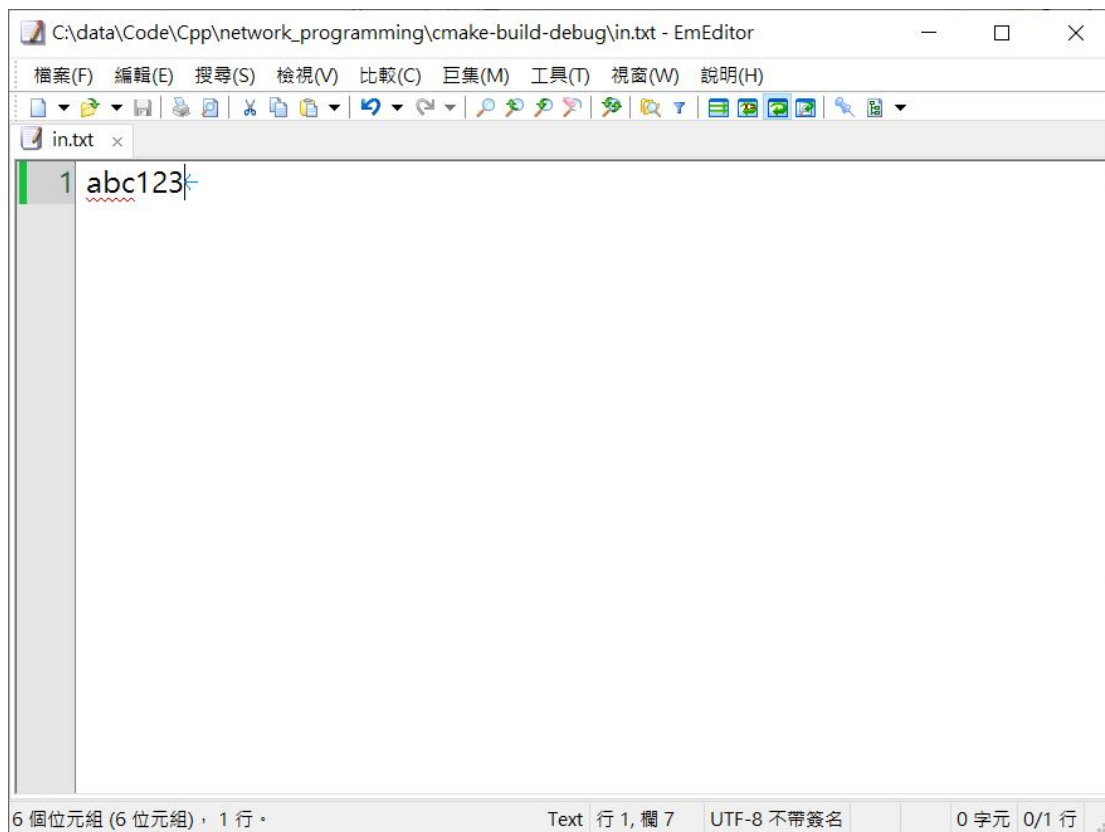 C:\data\Code\Cpp\network_programming\cmake-build-debug\in.txt - EmEditor
檔案(F) 編輯(E) 搜尋(S) 檢視(V) 比較(C) 巨集(M) 工具(T) 視窗(W) 說明(H)
in.txt
1 abc123
6 個位元組 (6 位元組)，1 行。 Text 行 1, 欄 7 UTF-8 不帶簽名 0 字元 0/1 行